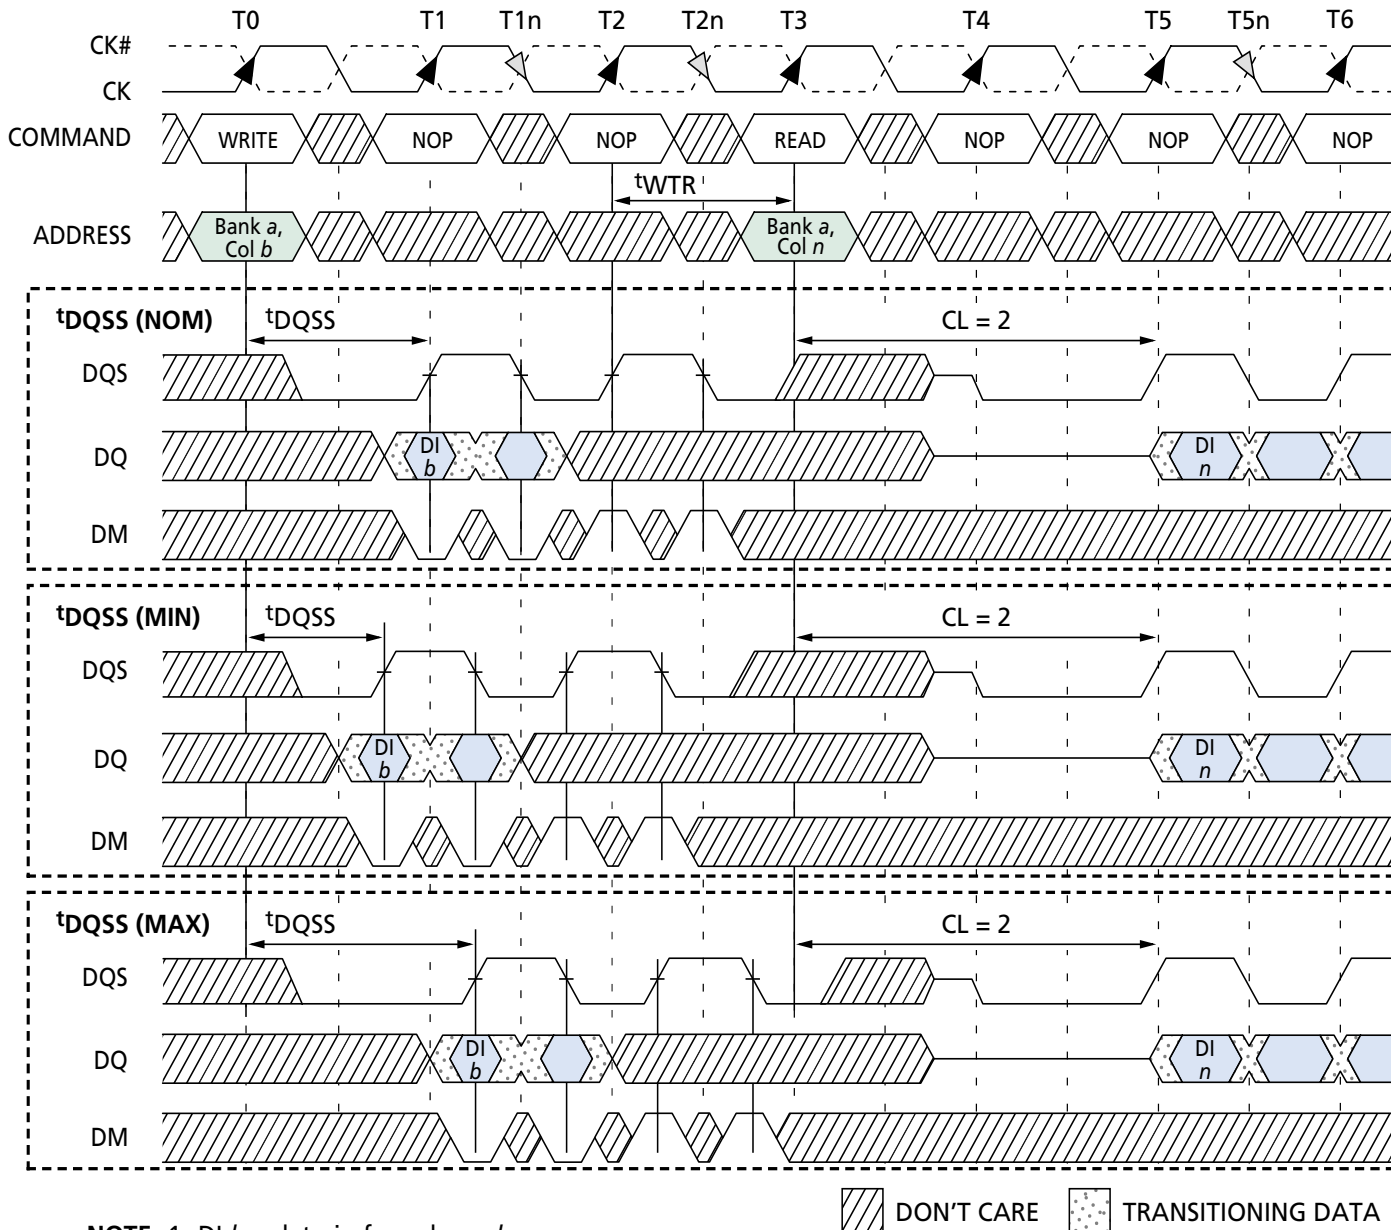 T0 T1 T1n T2 T2n T3 T4 T5 T5n T6
CK#
CK
COMMAND WRITE NOP NOP READ NOP NOP NOP
tWTR
ADDRESS Bank a, Col b Bank a, Col n
tDQSS (NOM) tDQSS CL = 2
DQS
DQ DI b DI n
DM
tDQSS (MIN) tDQSS CL = 2
DQS
DQ DI b DI n
DM
tDQSS (MAX) tDQSS CL = 2
DQS
DQ DI b DI n
DM
DON'T CARE TRANSITIONING DATA